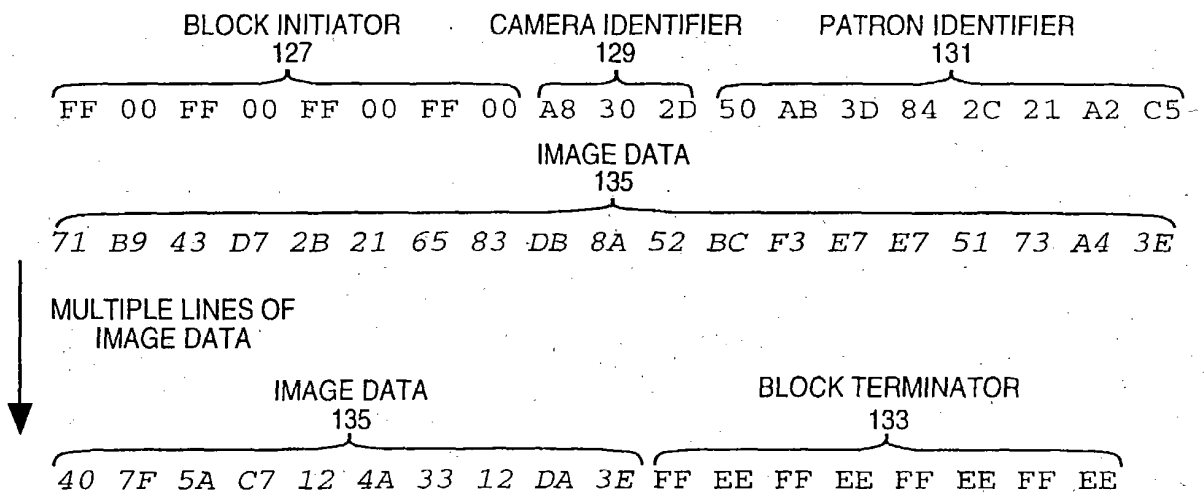 BLOCK INITIATOR CAMERA IDENTIFIER PATRON IDENTIFIER
127 129 131
FF 00 FF 00 FF 00 FF 00 A8 30 2D 50 AB 3D 84 2C 21 A2 C5
IMAGE DATA
135
71 B9 43 D7 2B 21 65 83 DB 8A 52 BC F3 E7 E7 51 73 A4 3E
MULTIPLE LINES OF
IMAGE DATA
IMAGE DATA BLOCK TERMINATOR
135 133
40 7F 5A C7 12 4A 33 12 DA 3E FF EE FF EE FF EE FF EE